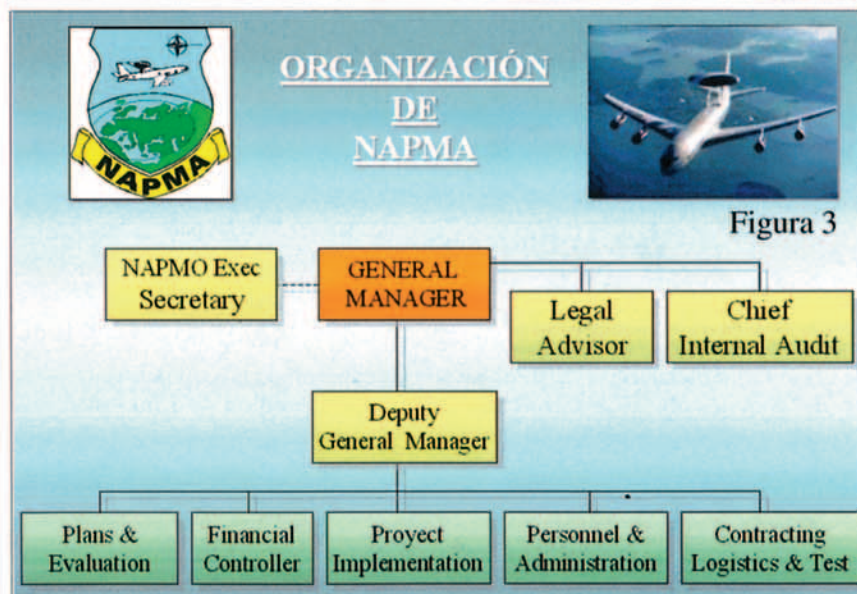 NAPMA
ORGANIZACIÓN
DE
NAPMA
Figura 3
NAPMO Exec
Secretary
GENERAL
MANAGER
Legal
Advisor
Chief
Internal Audit
Deputy
General Manager
Plans &
Evaluation
Financial
Controller
Proyect
Implementation
Personnel &
Administration
Contracting
Logistics & Test